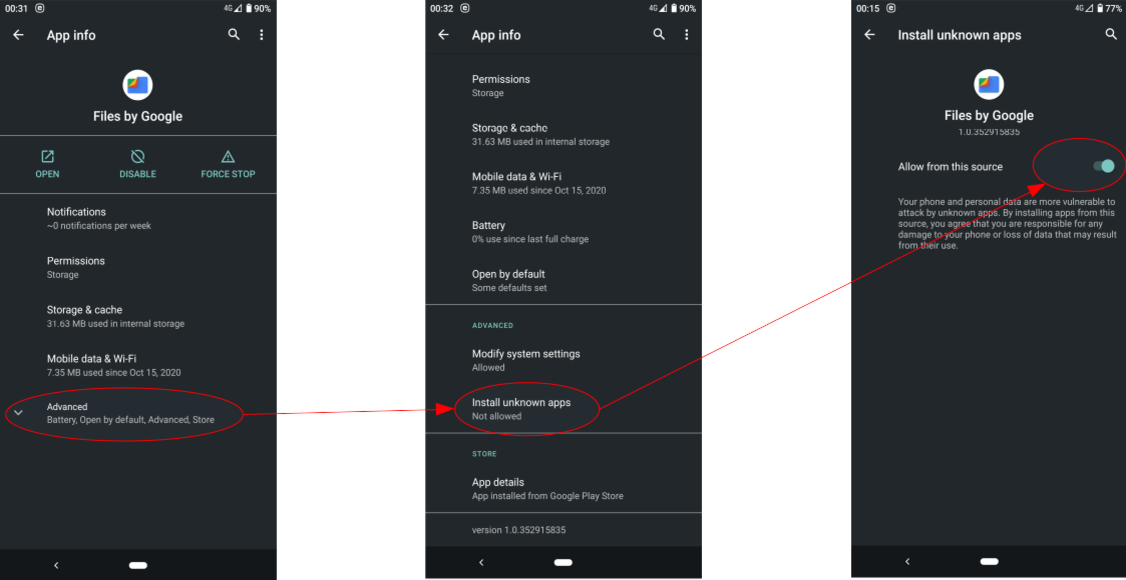 00:31 4G 90%
App info
Files by Google
OPEN DISABLE FORCE STOP
Notifications
~0 notifications per week
Permissions
Storage
Storage & cache
31.63 MB used in internal storage
Mobile data & Wi-Fi
7.35 MB used since Oct 15, 2020
Advanced
Battery, Open by default, Advanced, Store
00:32 4G 90%
App info
Permissions
Storage
Storage & cache
31.63 MB used in internal storage
Mobile data & Wi-Fi
7.35 MB used since Oct 15, 2020
Battery
0% use since last full charge
Open by default
Some defaults set
ADVANCED
Modify system settings
Allowed
Install unknown apps
Not allowed
STORE
App details
App installed from Google Play Store
version 1.0.352915835
00:15 4G 77%
Install unknown apps
Files by Google
1.0.352915835
Allow from this source
Your phone and personal data are more vulnerable to
attack by unknown apps. By installing apps from this
source, you agree that you are responsible for any
damage to your phone or loss of data that may result
from their use.